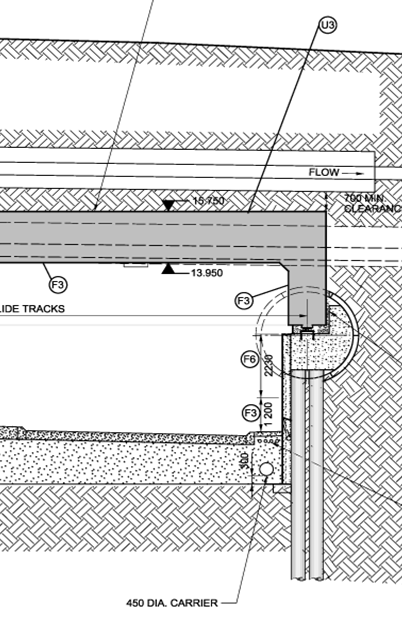 U3
FLOW
700 MIN.
CLEARANC
15.750
13.950
F3
F3
LIDE TRACKS
F6
2230
F3
1 200
300
450 DIA. CARRIER